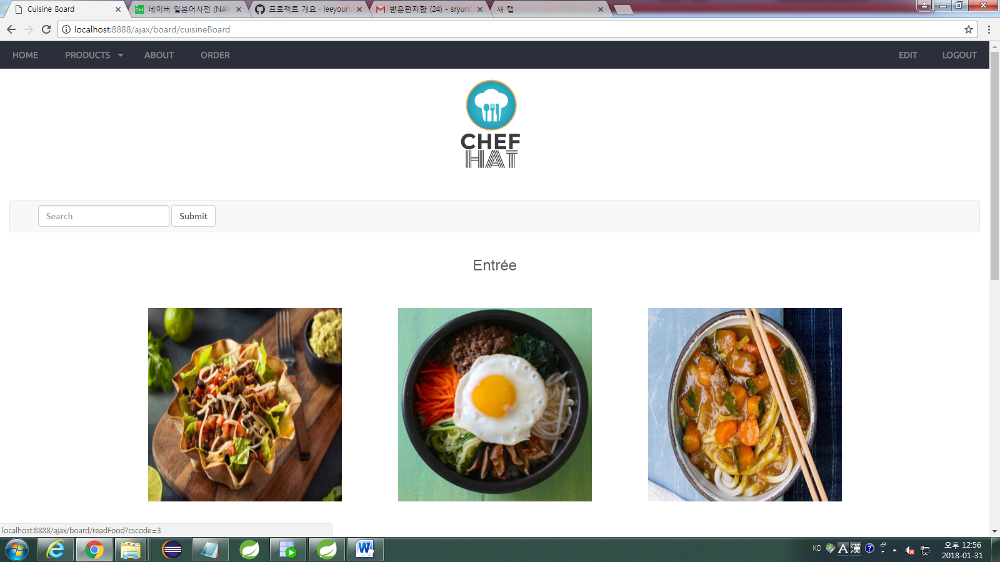 Cuisine Board
네이버 일본어사전 (NAV
프로젝트 개요 · leeyoun
받은편지함 (24) - sryun0
새 탭
localhost:8888/ajax/board/cuisineBoard
HOME PRODUCTS ABOUT ORDER EDIT LOGOUT
CHEF
HAT
Search Submit
Entrée
localhost:8888/ajax/board/readFood?cscode=3
KO A 漢 ? 오후 12:56
2018-01-31